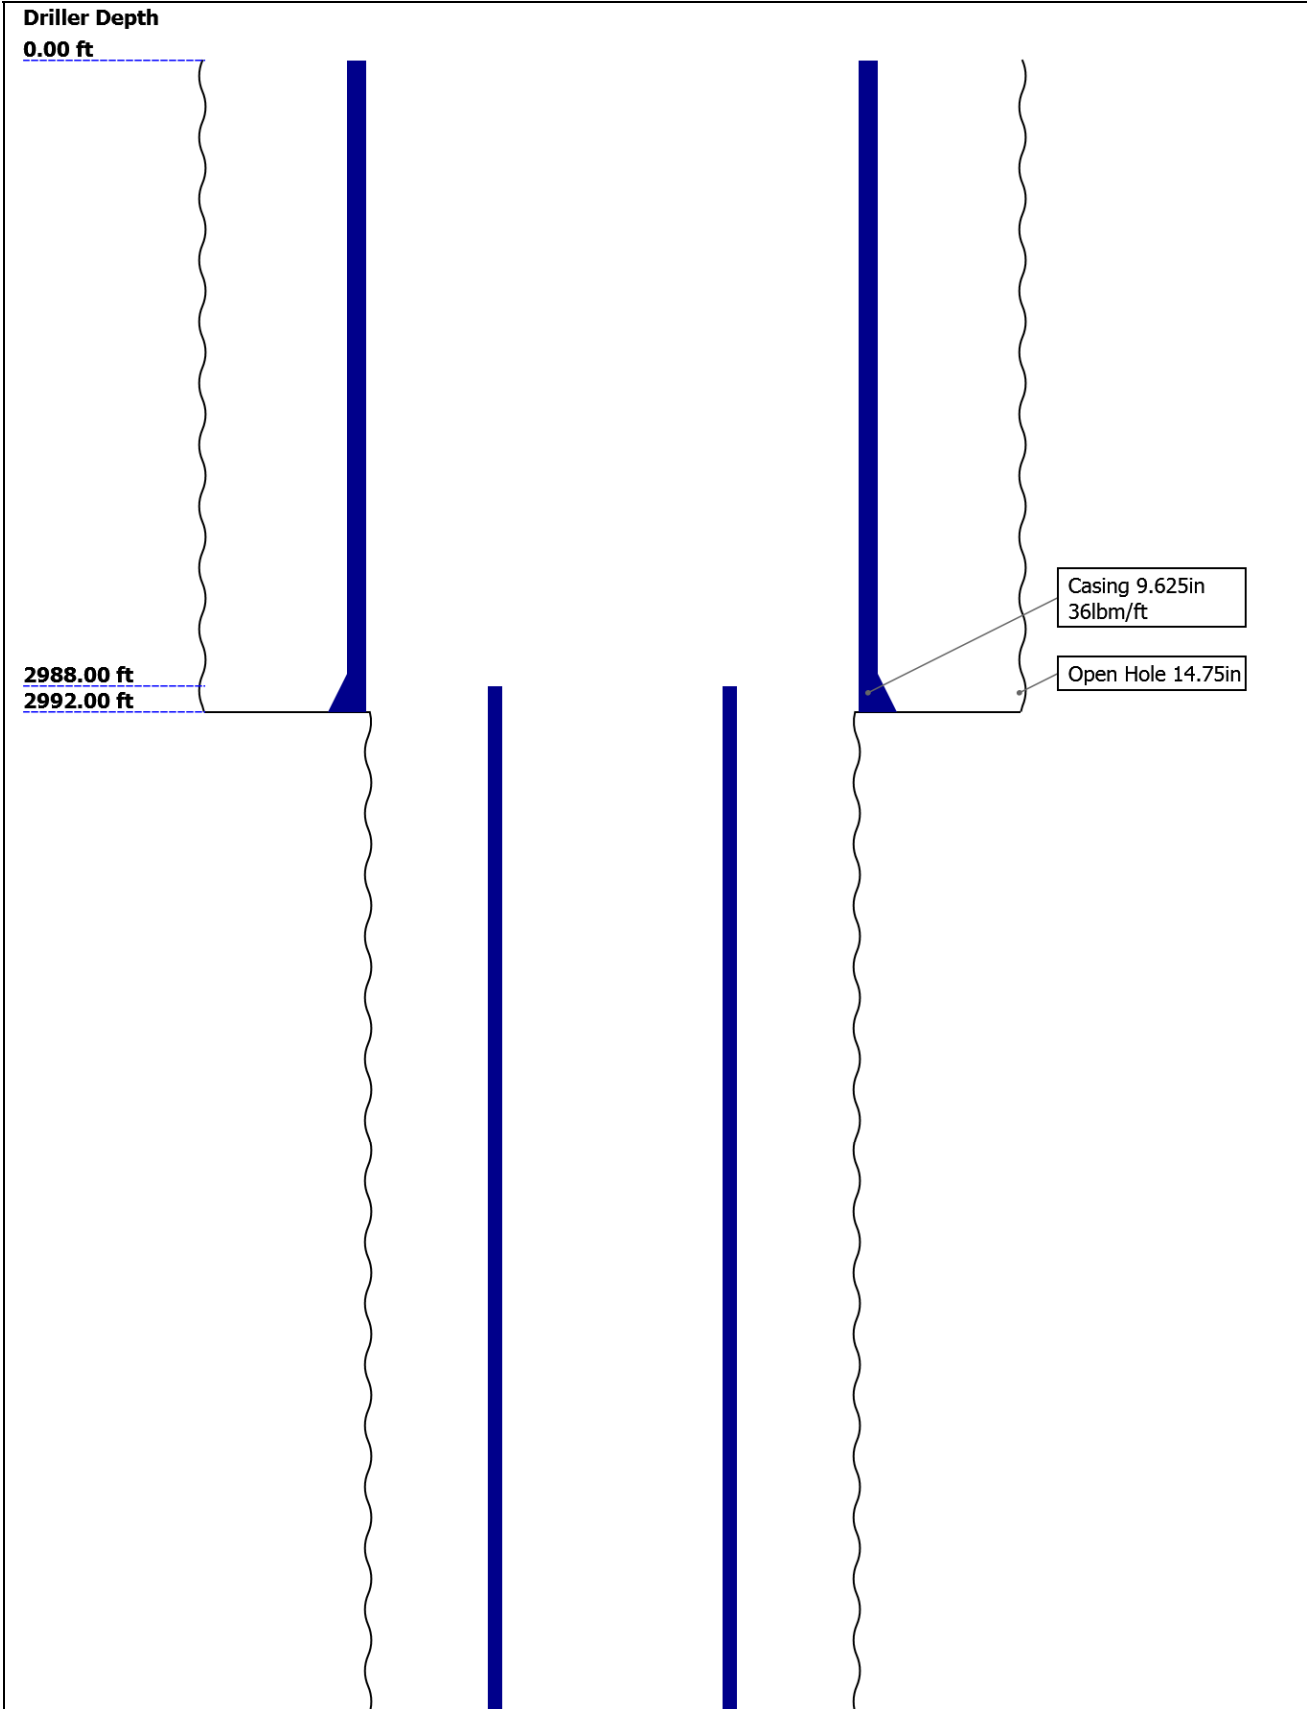 Driller Depth
0.00 ft
Casing 9.625in
36lbm/ft
2988.00 ft
Open Hole 14.75in
2992.00 ft